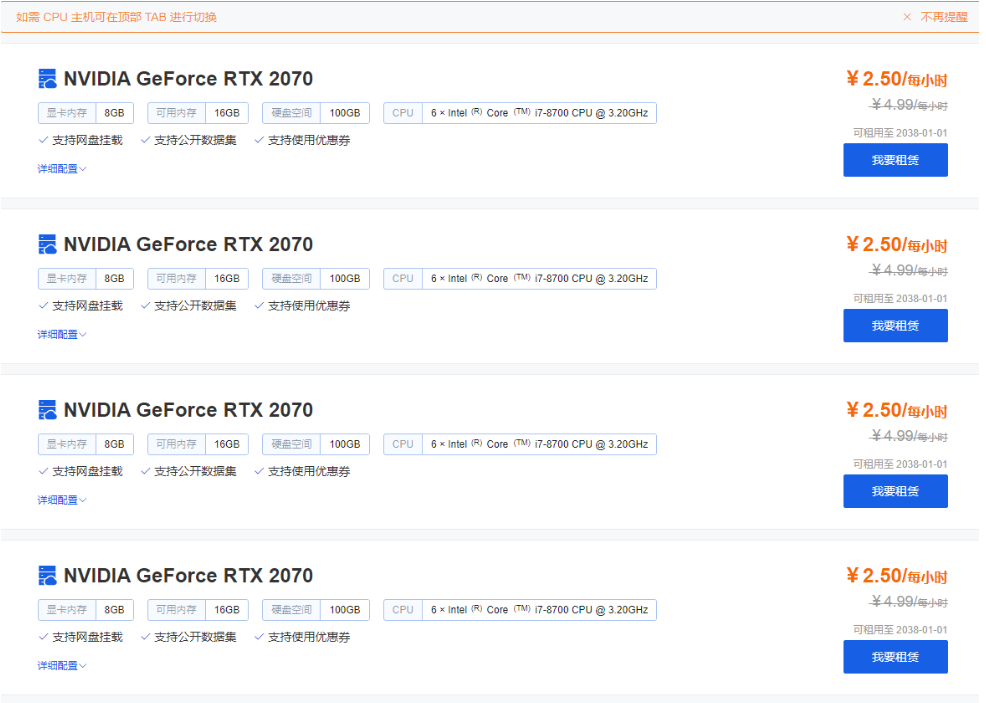 如需 CPU 主机可在顶部 TAB 进行切换 × 不再提醒
NVIDIA GeForce RTX 2070 ¥2.50/每小时
¥4.99/每小时
显卡内存 8GB 可用内存 16GB 硬盘空间 100GB CPU 6 × Intel (R) Core (TM) i7-8700 CPU @ 3.20GHz
可租用至 2038-01-01
支持网盘挂载 支持公开数据集 支持使用优惠券
我要租赁
详细配置
NVIDIA GeForce RTX 2070 ¥2.50/每小时
¥4.99/每小时
显卡内存 8GB 可用内存 16GB 硬盘空间 100GB CPU 6 × Intel (R) Core (TM) i7-8700 CPU @ 3.20GHz
可租用至 2038-01-01
支持网盘挂载 支持公开数据集 支持使用优惠券
我要租赁
详细配置
NVIDIA GeForce RTX 2070 ¥2.50/每小时
¥4.99/每小时
显卡内存 8GB 可用内存 16GB 硬盘空间 100GB CPU 6 × Intel (R) Core (TM) i7-8700 CPU @ 3.20GHz
可租用至 2038-01-01
支持网盘挂载 支持公开数据集 支持使用优惠券
我要租赁
详细配置
NVIDIA GeForce RTX 2070 ¥2.50/每小时
¥4.99/每小时
显卡内存 8GB 可用内存 16GB 硬盘空间 100GB CPU 6 × Intel (R) Core (TM) i7-8700 CPU @ 3.20GHz
可租用至 2038-01-01
支持网盘挂载 支持公开数据集 支持使用优惠券
我要租赁
详细配置